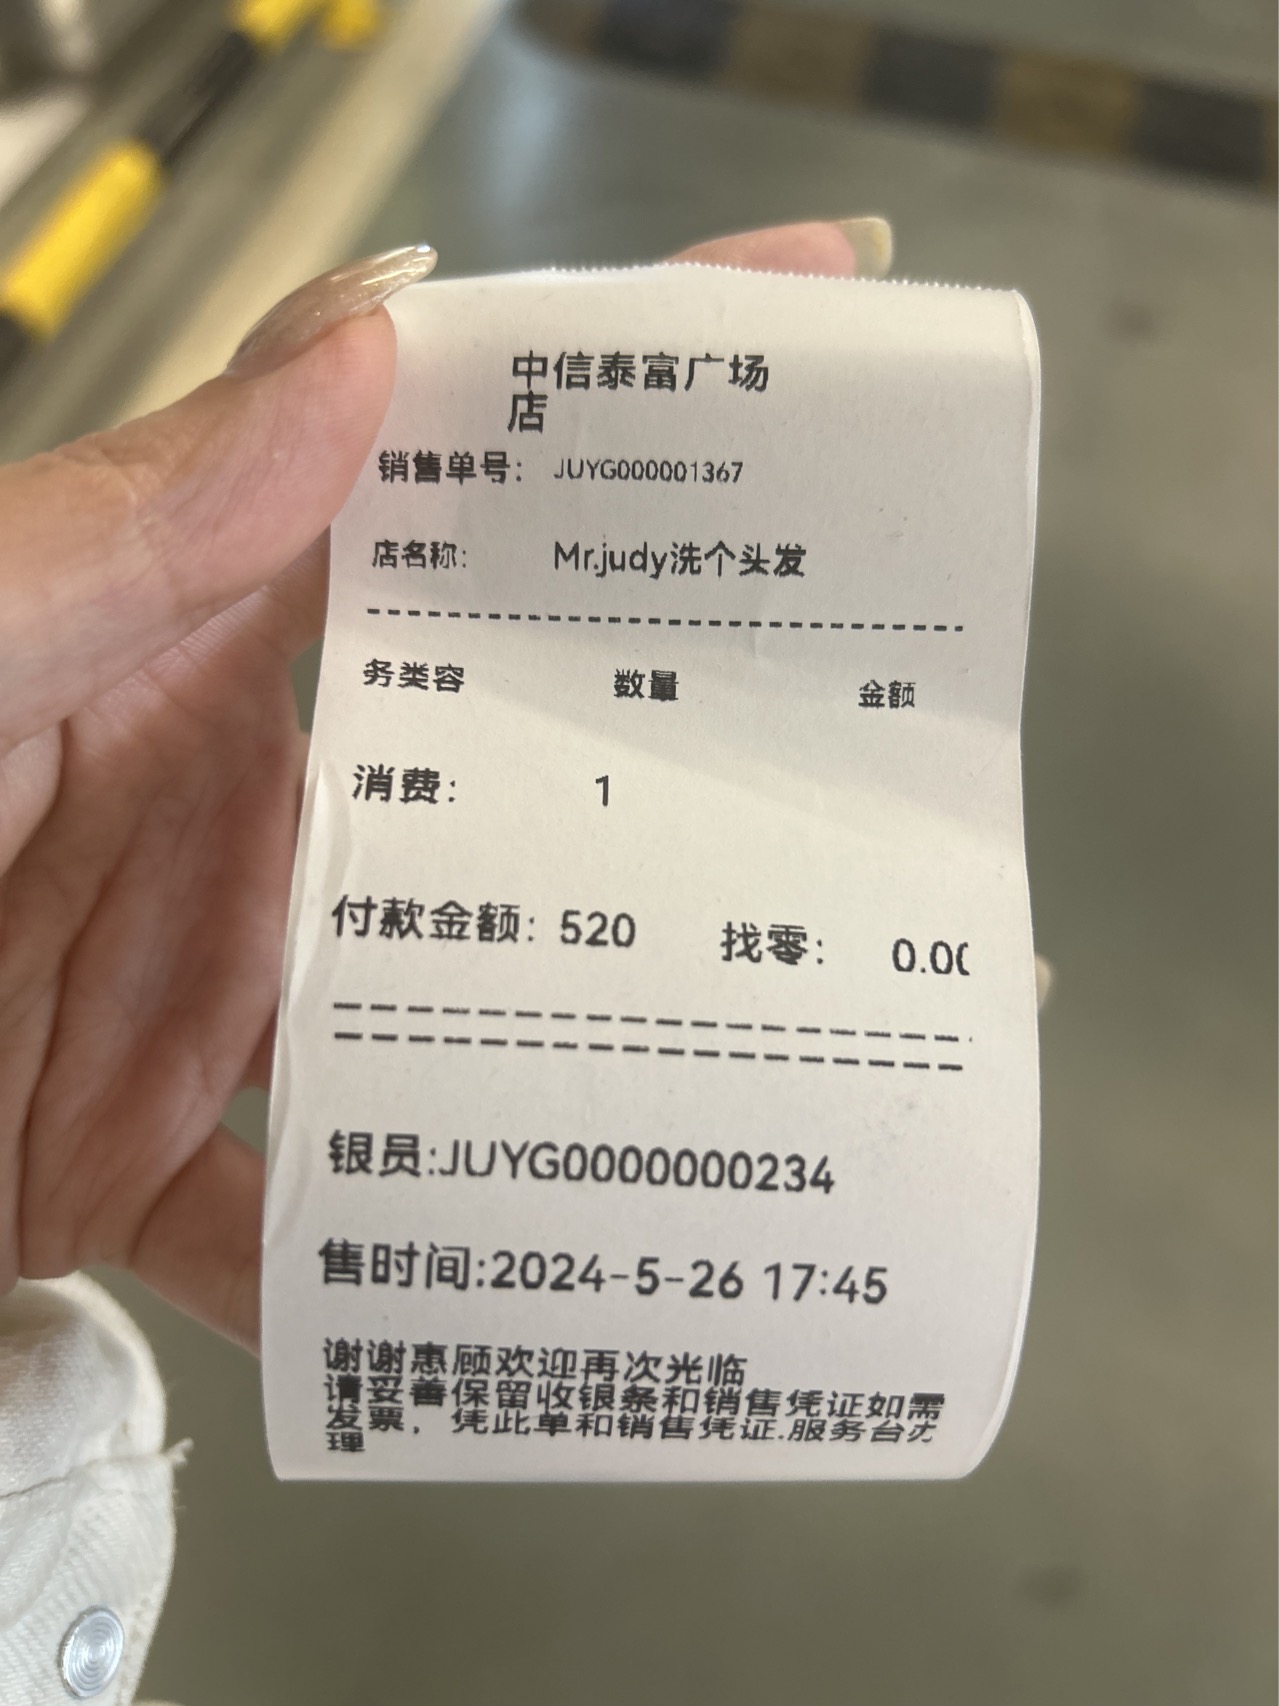 中信泰富广场
店
销售单号: JUYG000001367
店名称: Mr.judy洗个头发
务类容 数量 金额
消费: 1
付款金额: 520 找零: 0.00
银员:JUYG0000000234
售时间:2024-5-26 17:45
谢谢惠顾欢迎再次光临
请妥善保留收银条和销售凭证如需
发票，凭此单和销售凭证.服务台办
理